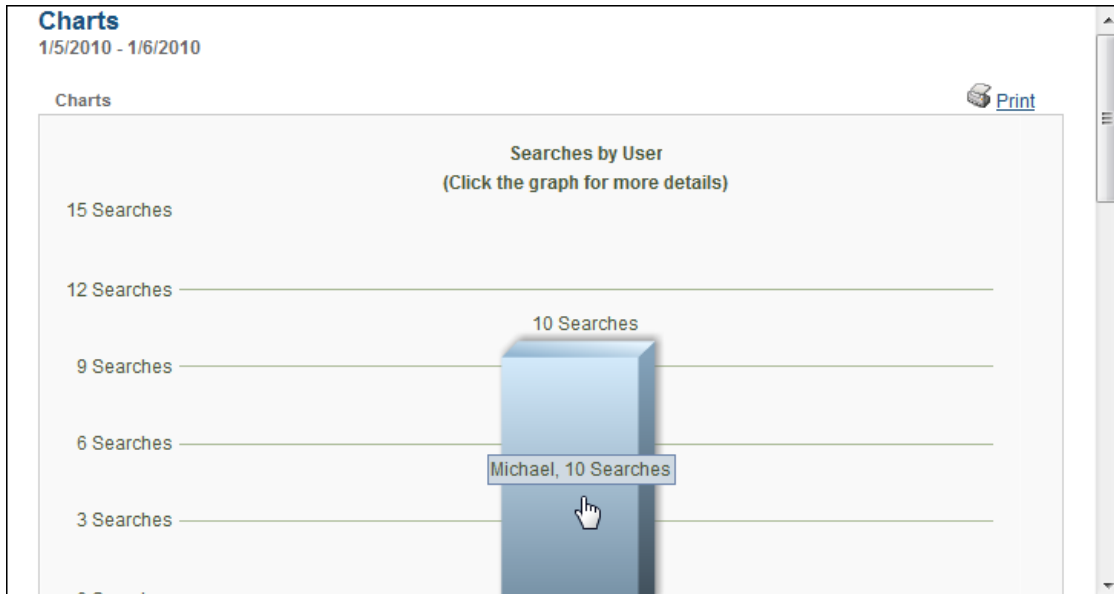 Charts
1/5/2010 - 1/6/2010
Charts
Print
Searches by User
(Click the graph for more details)
15 Searches
12 Searches
10 Searches
9 Searches
6 Searches
Michael, 10 Searches
3 Searches